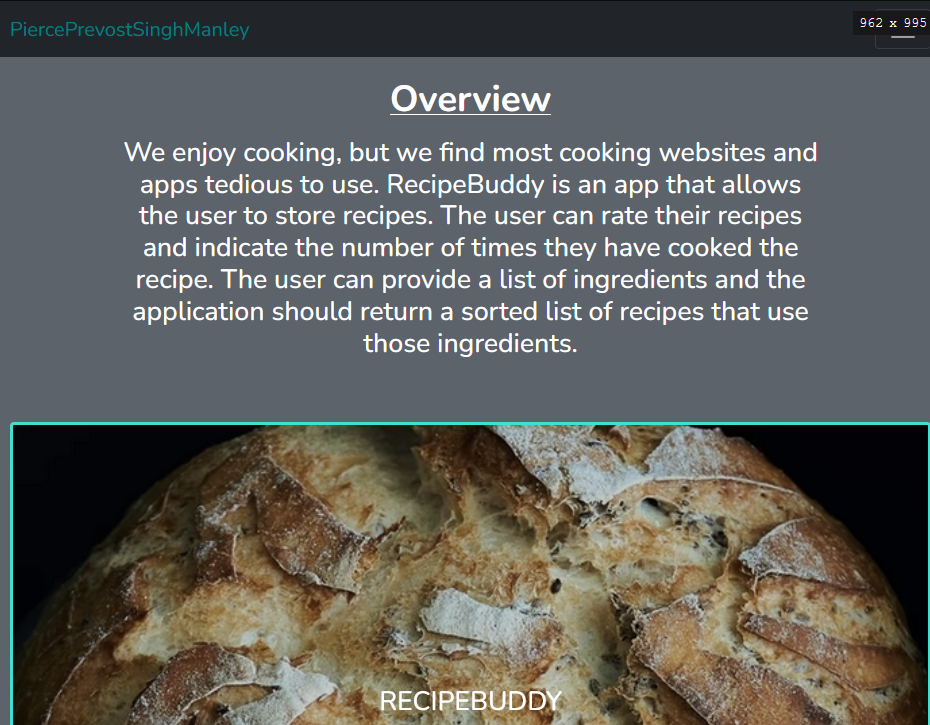 PiercePrevostSinghManley
962 x 995
Overview
We enjoy cooking, but we find most cooking websites and
apps tedious to use. RecipeBuddy is an app that allows
the user to store recipes. The user can rate their recipes
and indicate the number of times they have cooked the
recipe. The user can provide a list of ingredients and the
application should return a sorted list of recipes that use
those ingredients.
RECIPEBUDDY